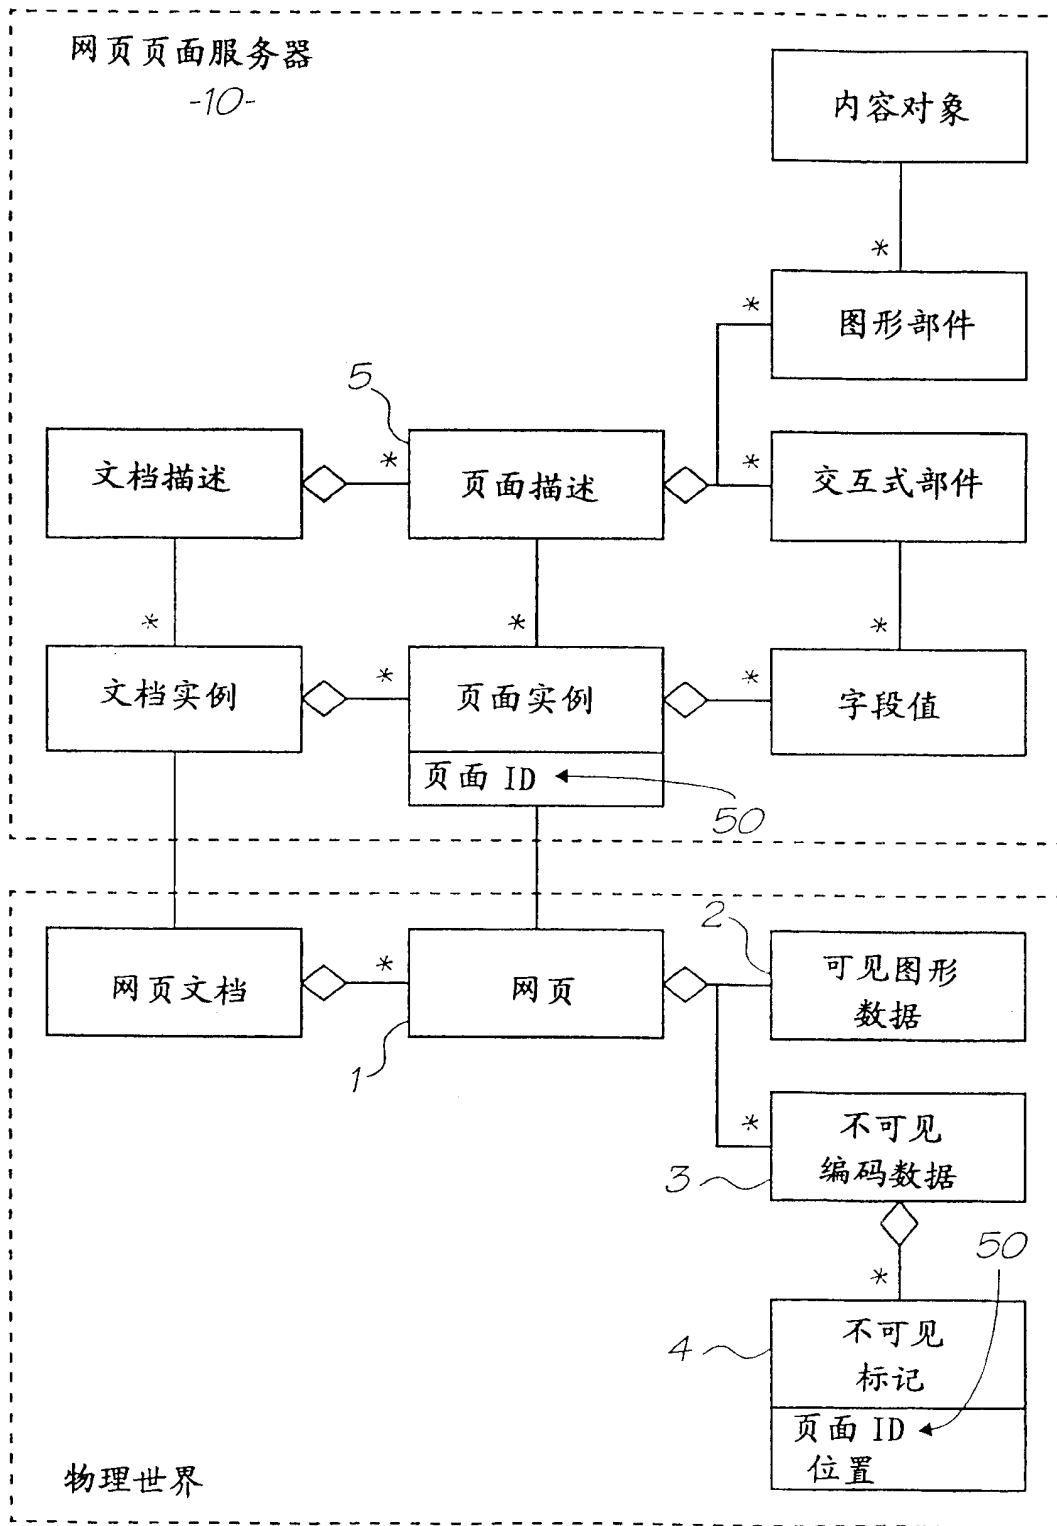 网页页面服务器
-10-
内容对象
*
图形部件
*
5
文档描述
*
页面描述
*
交互式部件
*
*
*
文档实例
*
页面实例
*
字段值
页面 ID
50
网页文档
*
网页
1
2
可见图形
数据
*
3
不可见
编码数据
*
50
4
不可见
标记
页面 ID
位置
物理世界